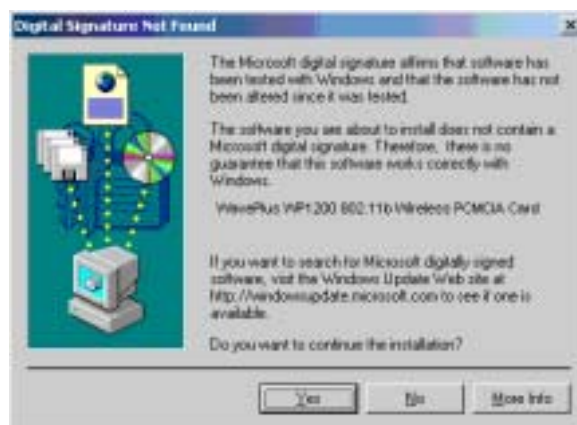 Digital Signature Not Found
The Microsoft digital signature affirms that software has
been tested with Windows and that the software has not
been altered since it was tested.
The software you are about to install does not contain a
Microsoft digital signature. Therefore, there is no
guarantee that this software works correctly with
Windows.
WavePlus WP1200 802.11b Wireless PCMCIA Card
If you want to search for Microsoft digitally signed
software, visit the Windows Update Web site at
http://windowsupdate.microsoft.com to see if one is
available.
Do you want to continue the installation?
Yes
No
More Info